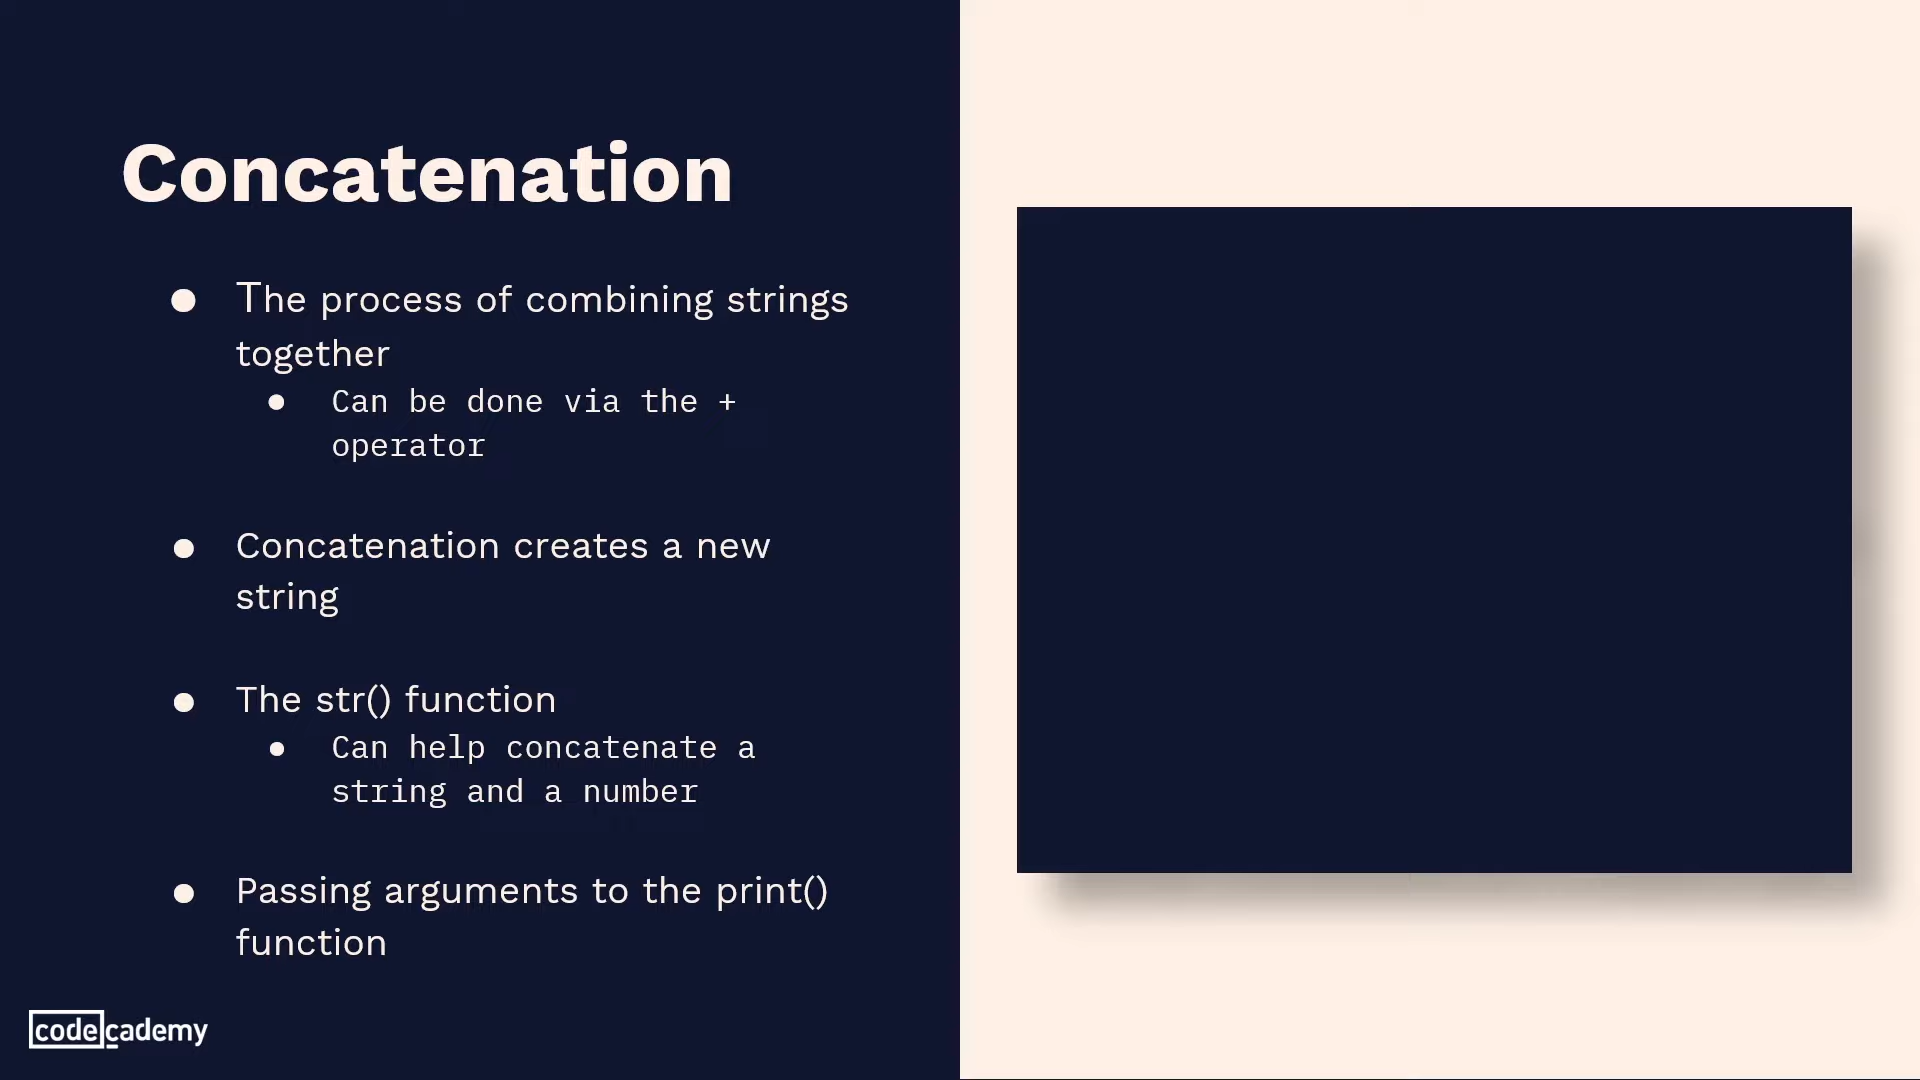 Concatenation
● The process of combining strings
together
● Can be done via the +
operator
● Concatenation creates a new
string
● The str() function
● Can help concatenate a
string and a number
● Passing arguments to the print()
function
codecademy